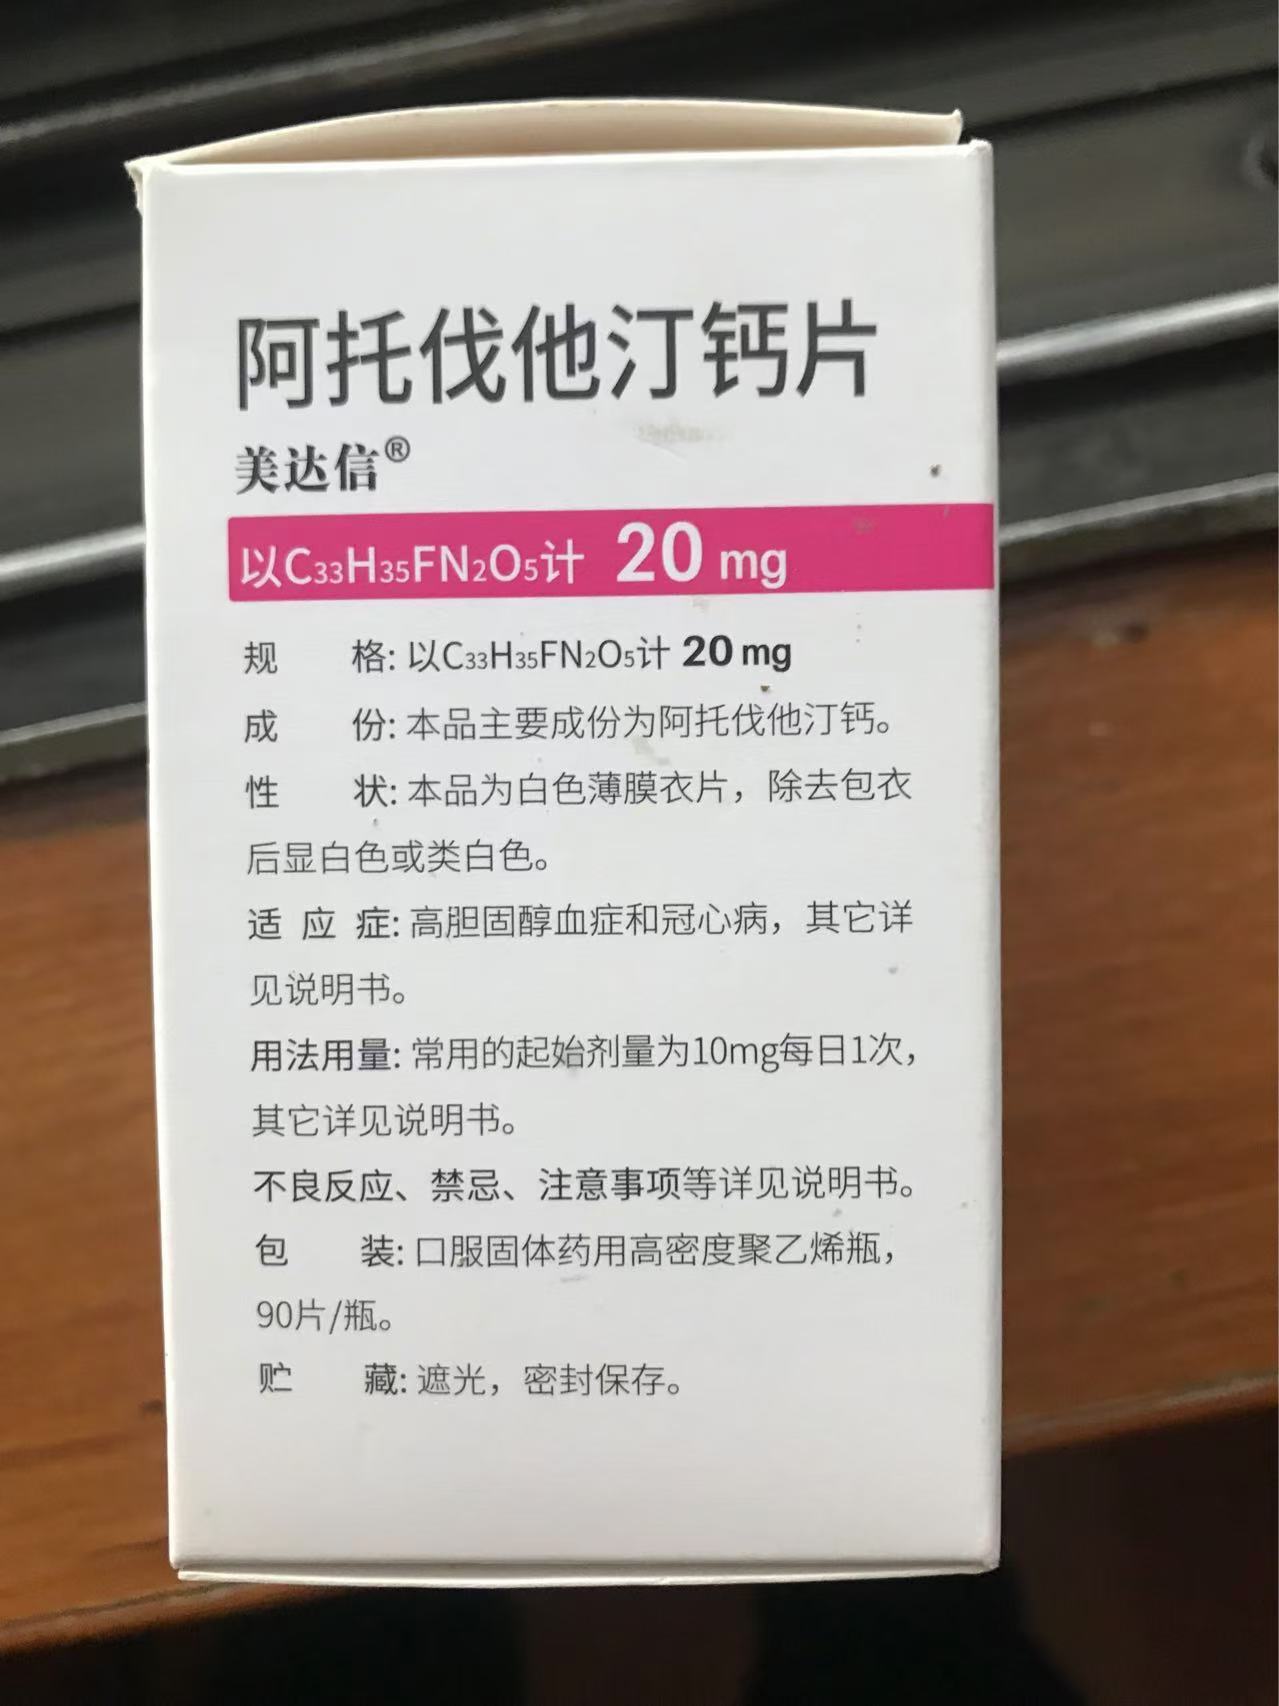 阿托伐他汀钙片
美达信®
以C₃₃H₃₅FN₂O₅计 20 mg
规 格: 以C₃₃H₃₅FN₂O₅计 20 mg
成 份: 本品主要成份为阿托伐他汀钙。
性 状: 本品为白色薄膜衣片，除去包衣
后显白色或类白色。
适 应 症: 高胆固醇血症和冠心病，其它详
见说明书。
用法用量: 常用的起始剂量为10mg每日1次，
其它详见说明书。
不良反应、禁忌、注意事项等详见说明书。
包 装: 口服固体药用高密度聚乙烯瓶，
90片/瓶。
贮 藏: 遮光，密封保存。